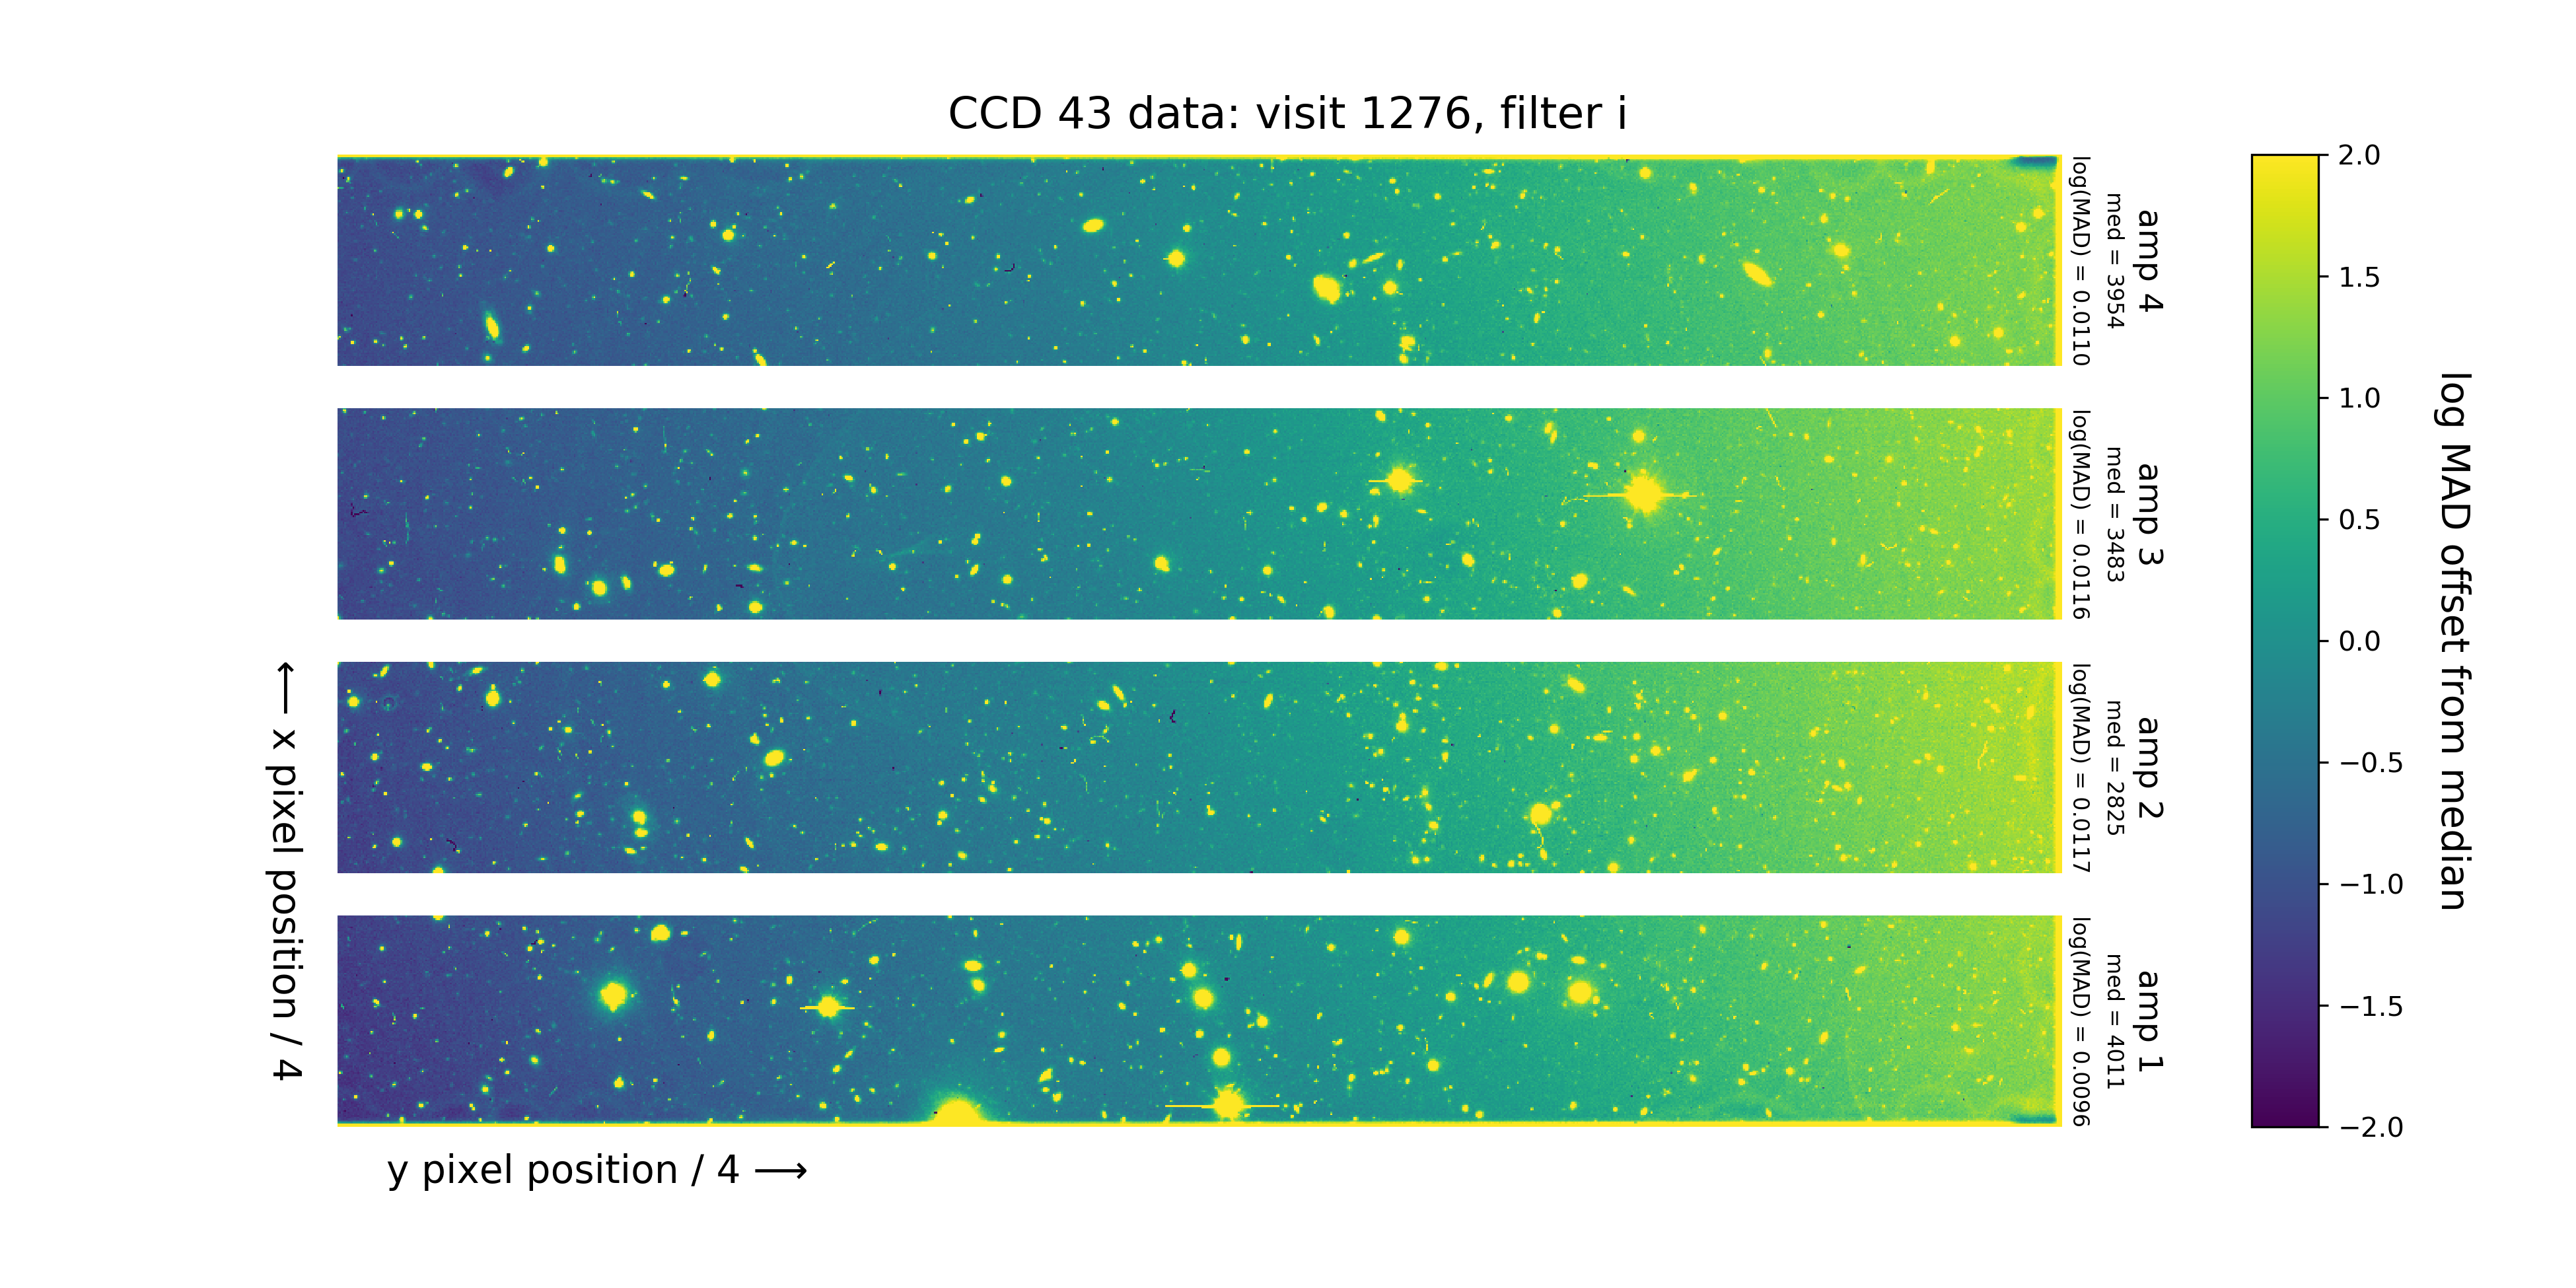 CCD 43 data: visit 1276, filter i
amp 4
med = 3954
log(MAD) = 0.0110
amp 3
med = 3483
log(MAD) = 0.0116
amp 2
med = 2825
log(MAD) = 0.0117
amp 1
med = 4011
log(MAD) = 0.0096
⟵ x pixel position / 4
y pixel position / 4 ⟶
2.0
1.5
1.0
0.5
0.0
−0.5
−1.0
−1.5
−2.0
log MAD offset from median